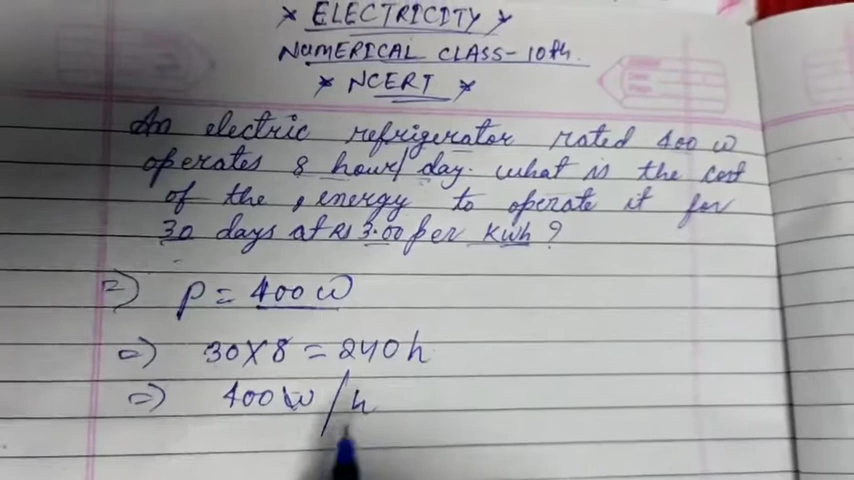 × ELECTRICITY ×
NUMERICAL CLASS-10th.
× NCERT ×
An electric refrigerator rated 400 W
operates 8 hour/day. what is the cost
of the energy to operate it for
30 days at Rs 3.00 per kwh ?
=) P = 400 W
=) 30×8 = 240h
=) 400 W/h